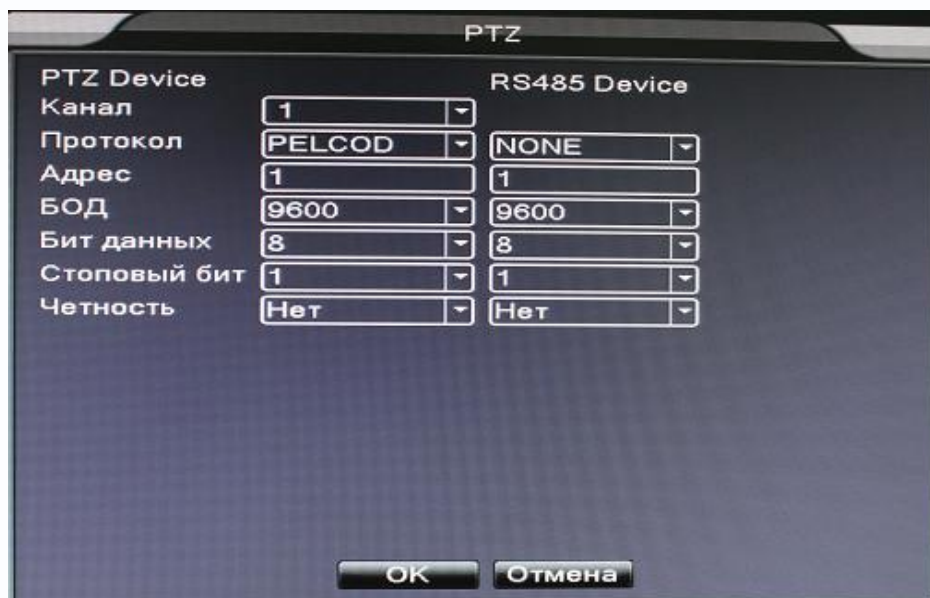 PTZ
PTZ Device RS485 Device
Канал 1
Протокол PELCOD NONE
Адрес 1 1
БОД 9600 9600
Бит данных 8 8
Стоповый бит 1 1
Четность Нет Нет
OK Отмена